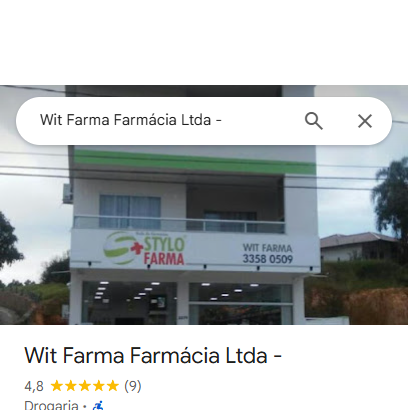 Wit Farma Farmácia Ltda -
STYLO
FARMA
WIT FARMA
3358 0509
Wit Farma Farmácia Ltda -
4,8 (9)
Drogaria ·